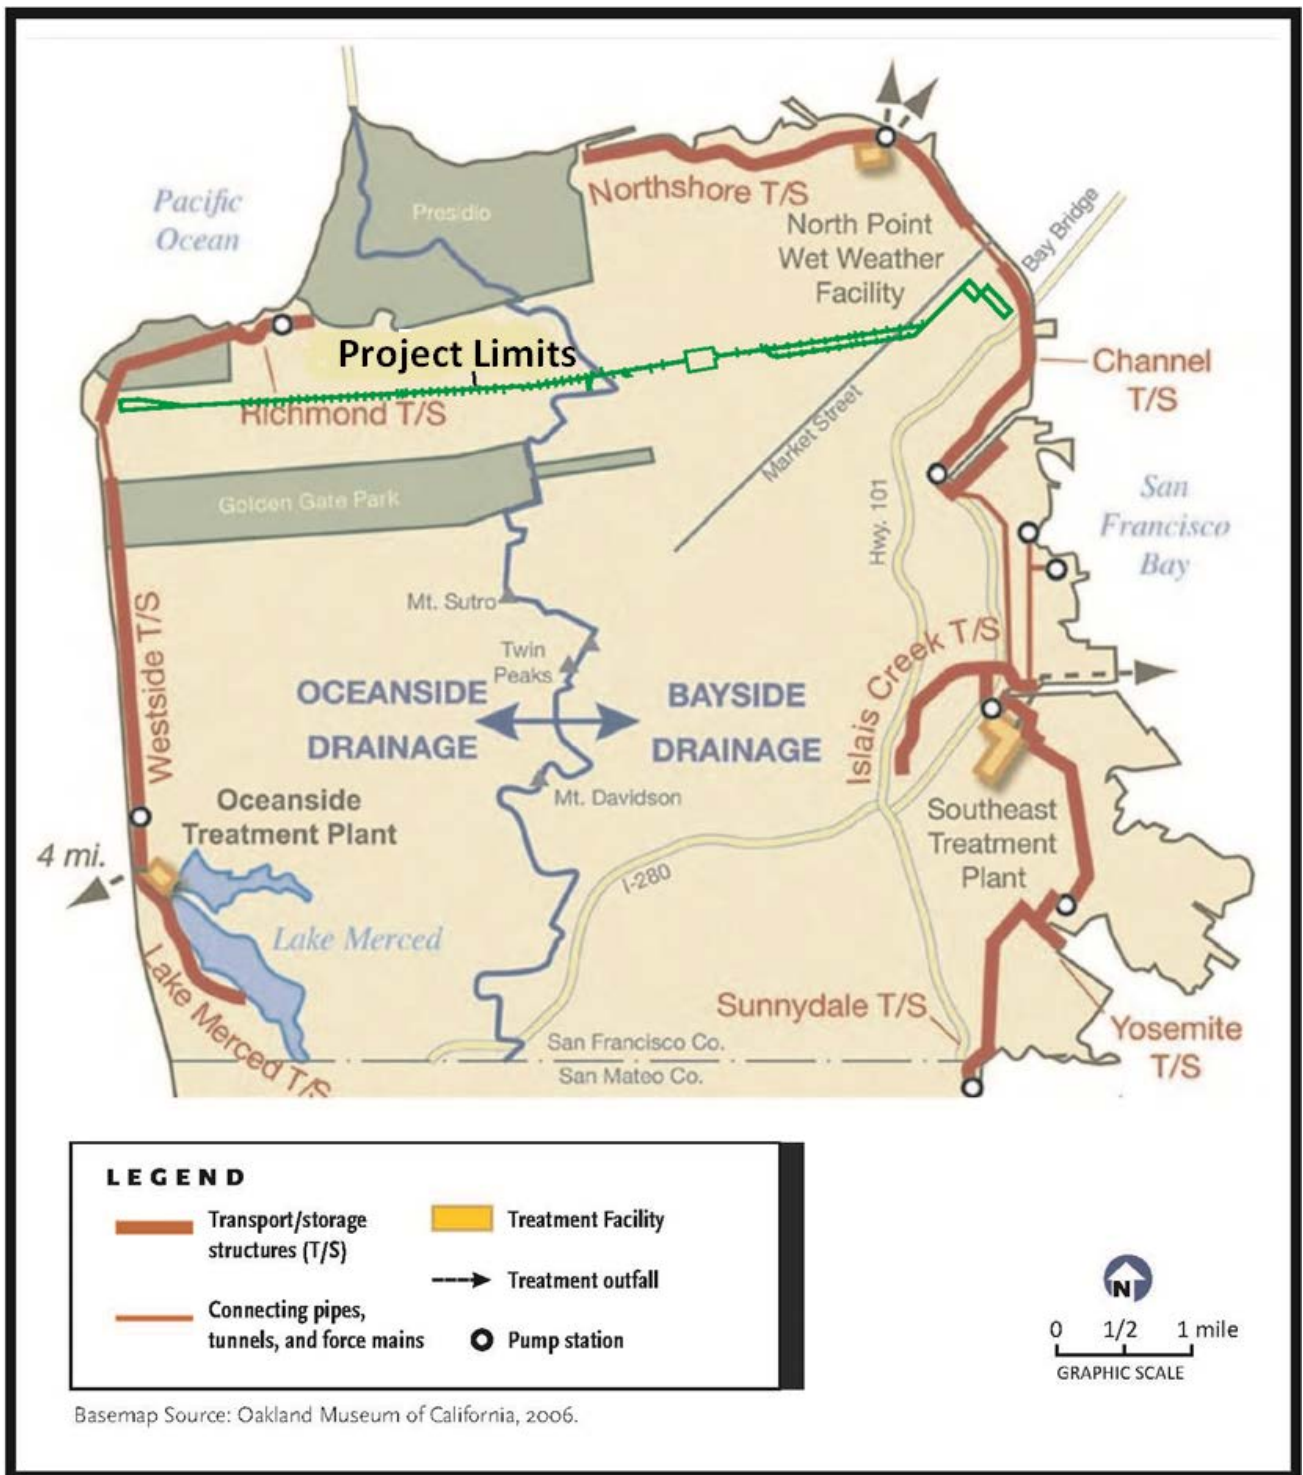 Pacific
Ocean
Presidio
Northshore T/S
North Point
Wet Weather
Facility
Bay Bridge
Project Limits
Richmond T/S
Channel
T/S
Market Street
Golden Gate Park
Hwy. 101
San
Francisco
Bay
Mt. Sutro
Twin
Peaks
Westside T/S
OCEANSIDE
DRAINAGE
BAYSIDE
DRAINAGE
Islais Creek T/S
Mt. Davidson
Oceanside
Treatment Plant
4 mi.
Southeast
Treatment
Plant
I-280
Lake Merced
Lake Merced T/S
Sunnydale T/S
Yosemite
T/S
San Francisco Co.
San Mateo Co.
LEGEND
Transport/storage
structures (T/S)
Connecting pipes,
tunnels, and force mains
Treatment Facility
Treatment outfall
Pump station
N
0 1/2 1 mile
GRAPHIC SCALE
Basemap Source: Oakland Museum of California, 2006.